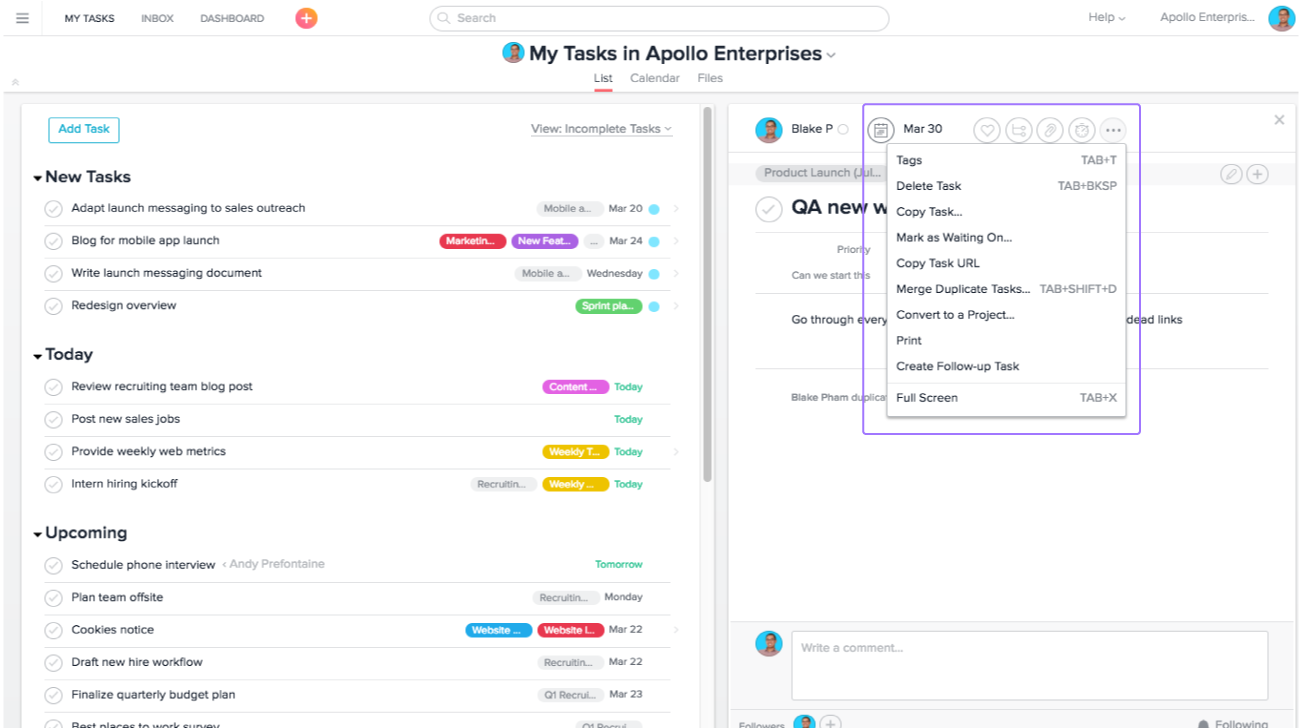 MY TASKS INBOX DASHBOARD + Search Help Apollo Enterpris...
My Tasks in Apollo Enterprises
List Calendar Files
Add Task
View: Incomplete Tasks
New Tasks
Adapt launch messaging to sales outreach Mobile a... Mar 20
Blog for mobile app launch Marketin... New Feat... ... Mar 24
Write launch messaging document Mobile a... Wednesday
Redesign overview Sprint pla...
Today
Review recruiting team blog post Content ... Today
Post new sales jobs Today
Provide weekly web metrics Weekly T... Today
Intern hiring kickoff Recruitin... Weekly ... Today
Upcoming
Schedule phone interview ‹ Andy Prefontaine Tomorrow
Plan team offsite Recruitin... Monday
Cookies notice Website ... Website I... Mar 22
Draft new hire workflow Recruitin... Mar 22
Finalize quarterly budget plan Q1 Recrui... Mar 23
Best places to work survey Q1 Recrui...
Blake P Mar 30
Product Launch (Jul...
QA new w
Priority
Can we start this
Go through every dead links
Blake Pham duplicat
Tags TAB+T
Delete Task TAB+BKSP
Copy Task...
Mark as Waiting On...
Copy Task URL
Merge Duplicate Tasks... TAB+SHIFT+D
Convert to a Project...
Print
Create Follow-up Task
Full Screen TAB+X
Write a comment...
Followers + Following